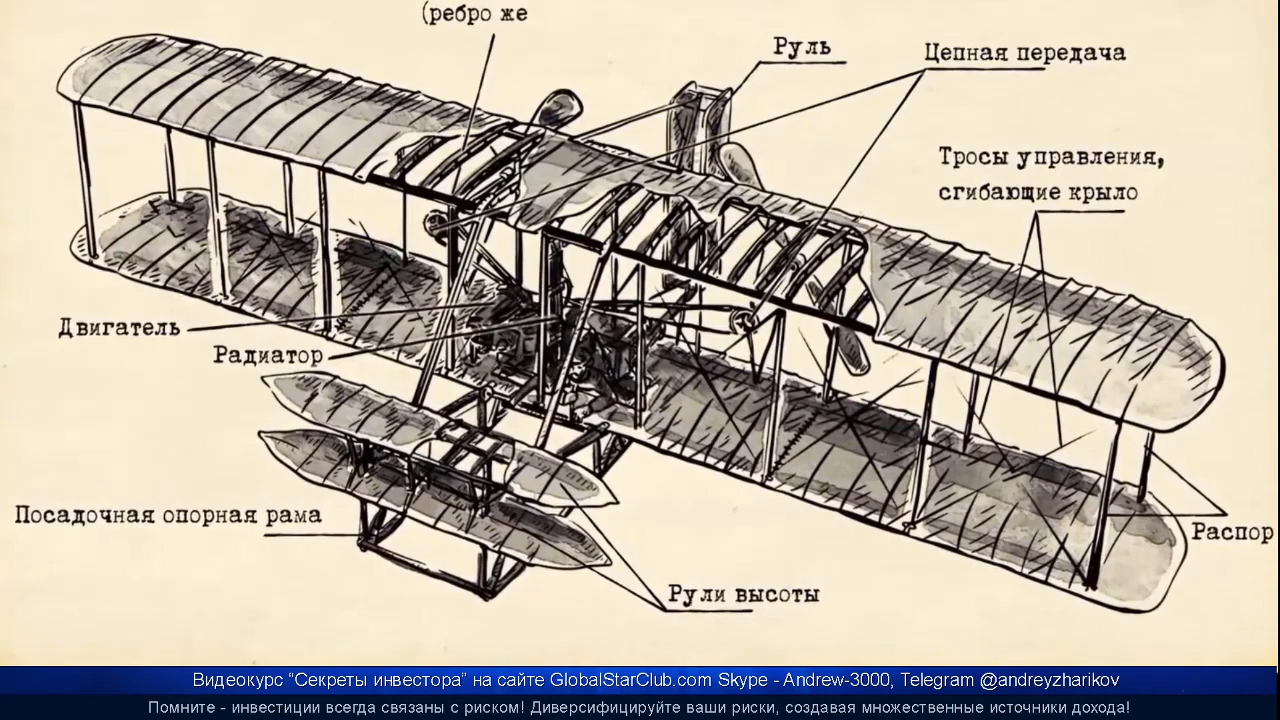 (ребро же
Руль
Цепная передача
Тросы управления,
сгибающие крыло
Двигатель
Радиатор
Посадочная опорная рама
Распор
Рули высоты
Видеокурс “Секреты инвестора” на сайте GlobalStarClub.com Skype - Andrew-3000, Telegram @andreyzharikov
Помните - инвестиции всегда связаны с риском! Диверсифицируйте ваши риски, создавая множественные источники дохода!